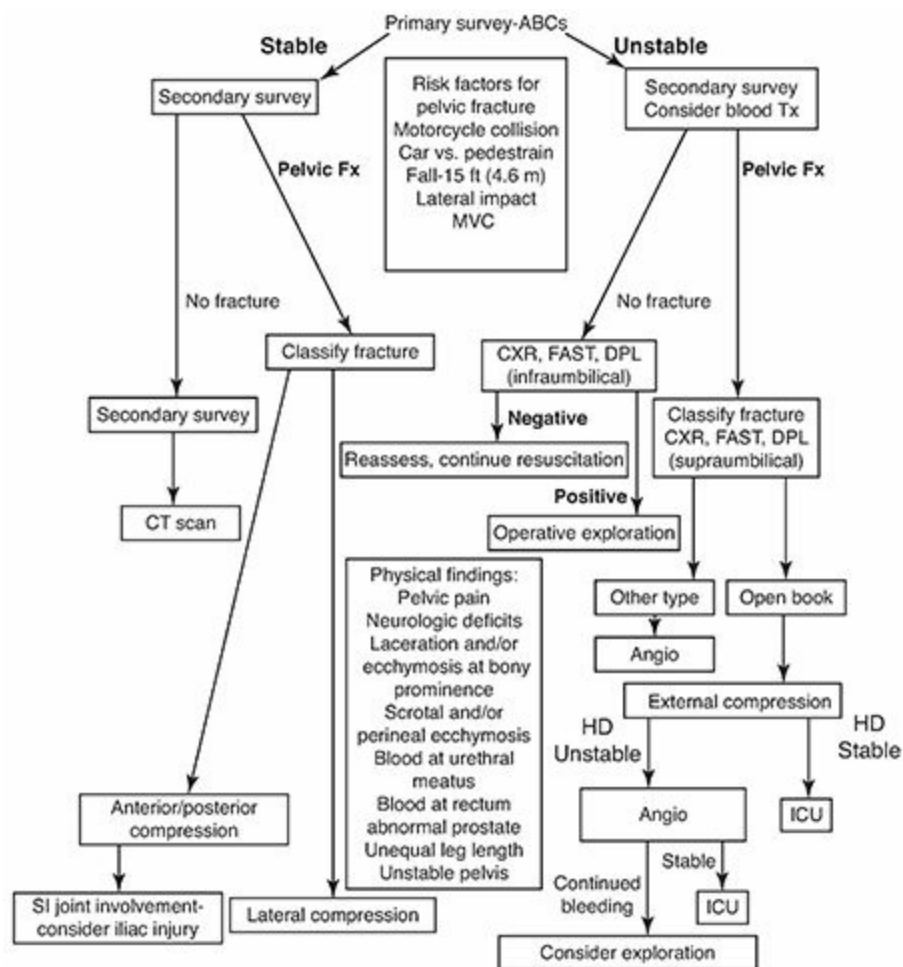 Primary survey-ABCs
Stable
Unstable
Secondary survey
Risk factors for
pelvic fracture
Motorcycle collision
Car vs. pedestrain
Fall-15 ft (4.6 m)
Lateral impact
MVC
Secondary survey
Consider blood Tx
Pelvic Fx
Pelvic Fx
No fracture
No fracture
Classify fracture
CXR, FAST, DPL
(infraumbilical)
Secondary survey
Negative
Classify fracture
CXR, FAST, DPL
(supraumbilical)
Reassess, continue resuscitation
CT scan
Positive
Operative exploration
Physical findings:
Pelvic pain
Neurologic deficits
Laceration and/or
ecchymosis at bony
prominence
Scrotal and/or
perineal ecchymosis
Blood at urethral
meatus
Blood at rectum
abnormal prostate
Unequal leg length
Unstable pelvis
Other type
Open book
Angio
External compression
HD
Unstable
HD
Stable
Anterior/posterior
compression
Angio
ICU
Continued
bleeding
Stable
SI joint involvement-
consider iliac injury
Lateral compression
ICU
Consider exploration